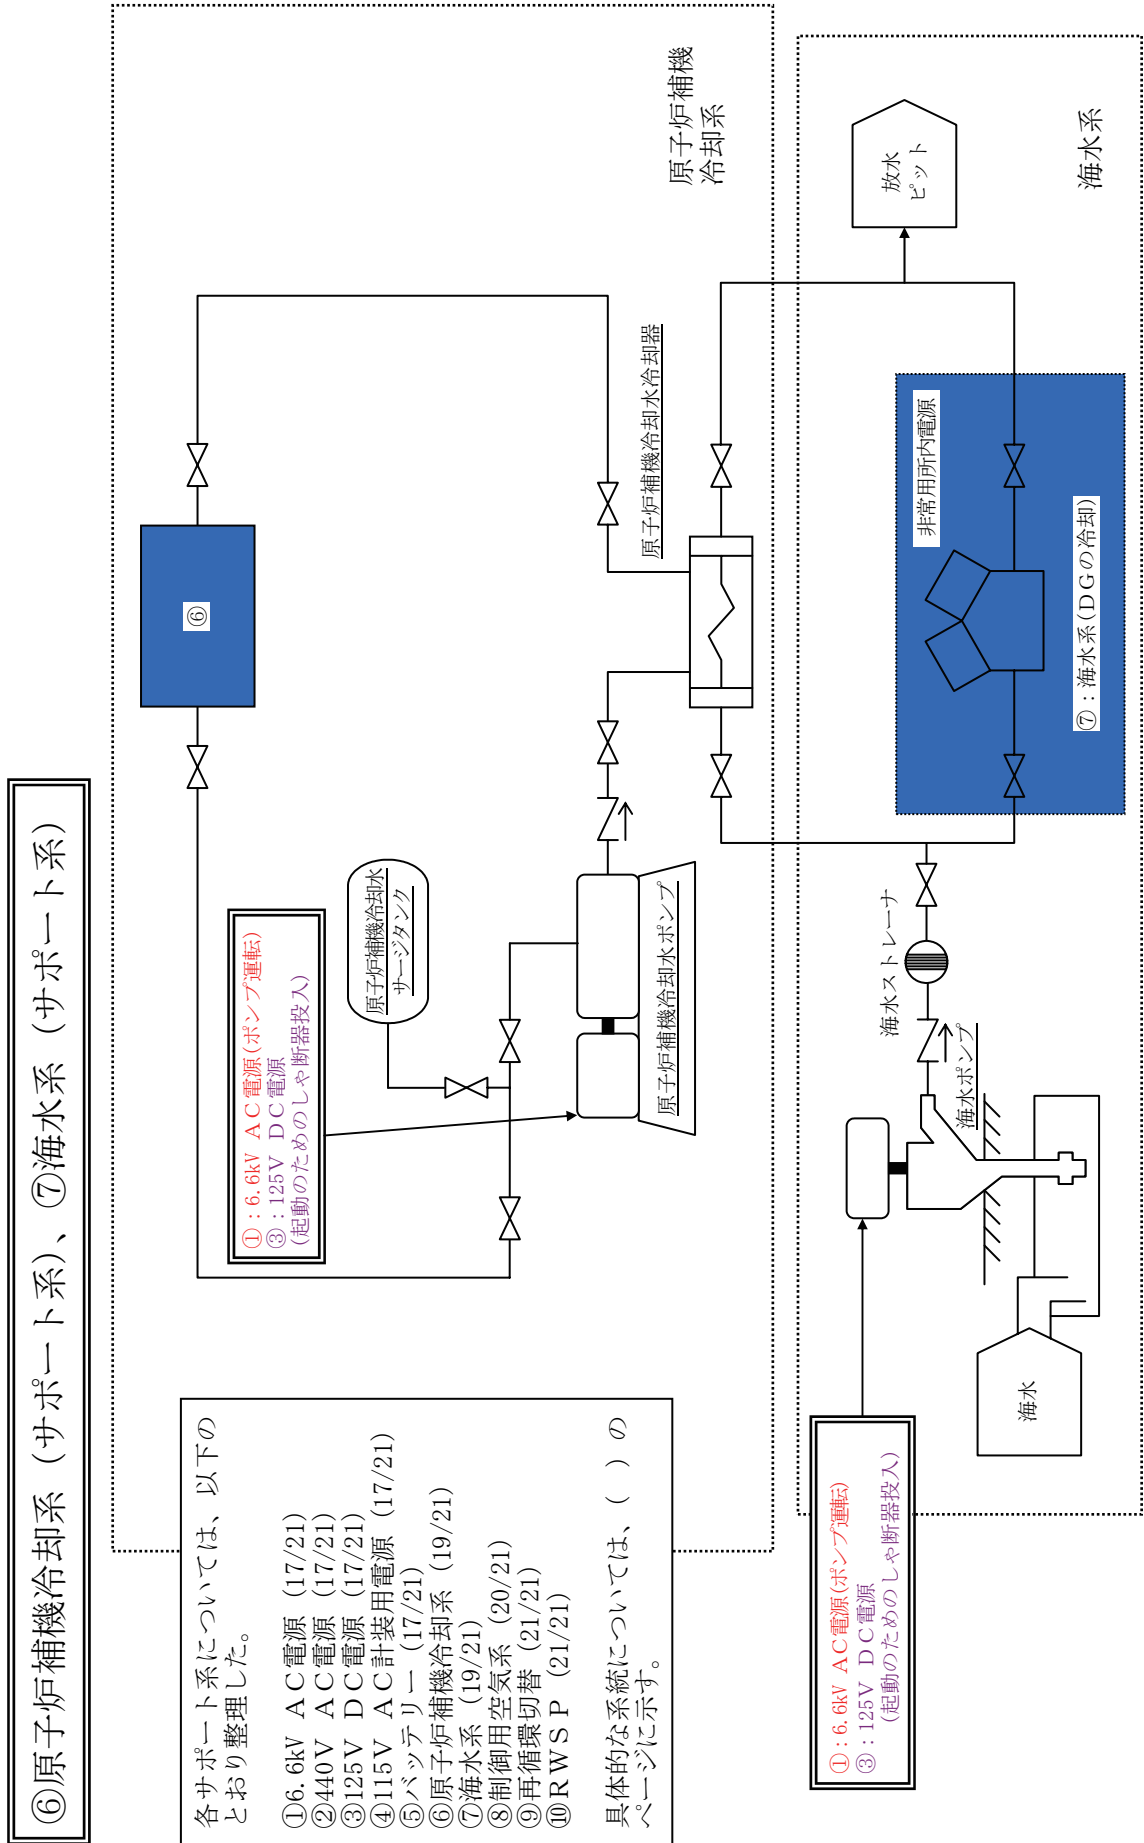 ⑥原子炉補機冷却系（サポート系）、⑦海水系（サポート系）
各サポート系については、以下の
とおり整理した。
①6.6kV AC電源 (17/21)
②440V AC電源 (17/21)
③125V DC電源 (17/21)
④115V AC計装用電源 (17/21)
⑤バッテリー (17/21)
⑥原子炉補機冷却系 (19/21)
⑦海水系 (19/21)
⑧制御用空気系 (20/21)
⑨再循環切替 (21/21)
⑩RWSP (21/21)
具体的な系統については、( ) の
ページに示す。
①：6.6kV AC電源(ポンプ運転)
③：125V DC電源
(起動のためのしゃ断器投入)
原子炉補機冷却水
サージタンク
原子炉補機冷却水ポンプ
⑥
原子炉補機冷却水冷却器
原子炉補機
冷却系
①：6.6kV AC電源(ポンプ運転)
③：125V DC電源
(起動のためのしゃ断器投入)
海水
海水ポンプ
海水ストレーナ
非常用所内電源
⑦：海水系(DGの冷却)
放水
ピット
海水系